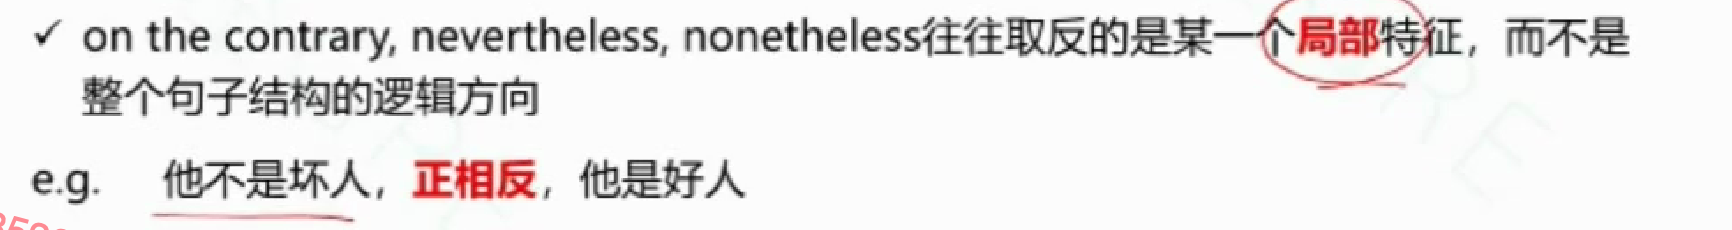 ✓ on the contrary, nevertheless, nonetheless往往取反的是某一个局部特征，而不是
整个句子结构的逻辑方向
e.g. 他不是坏人，正相反，他是好人